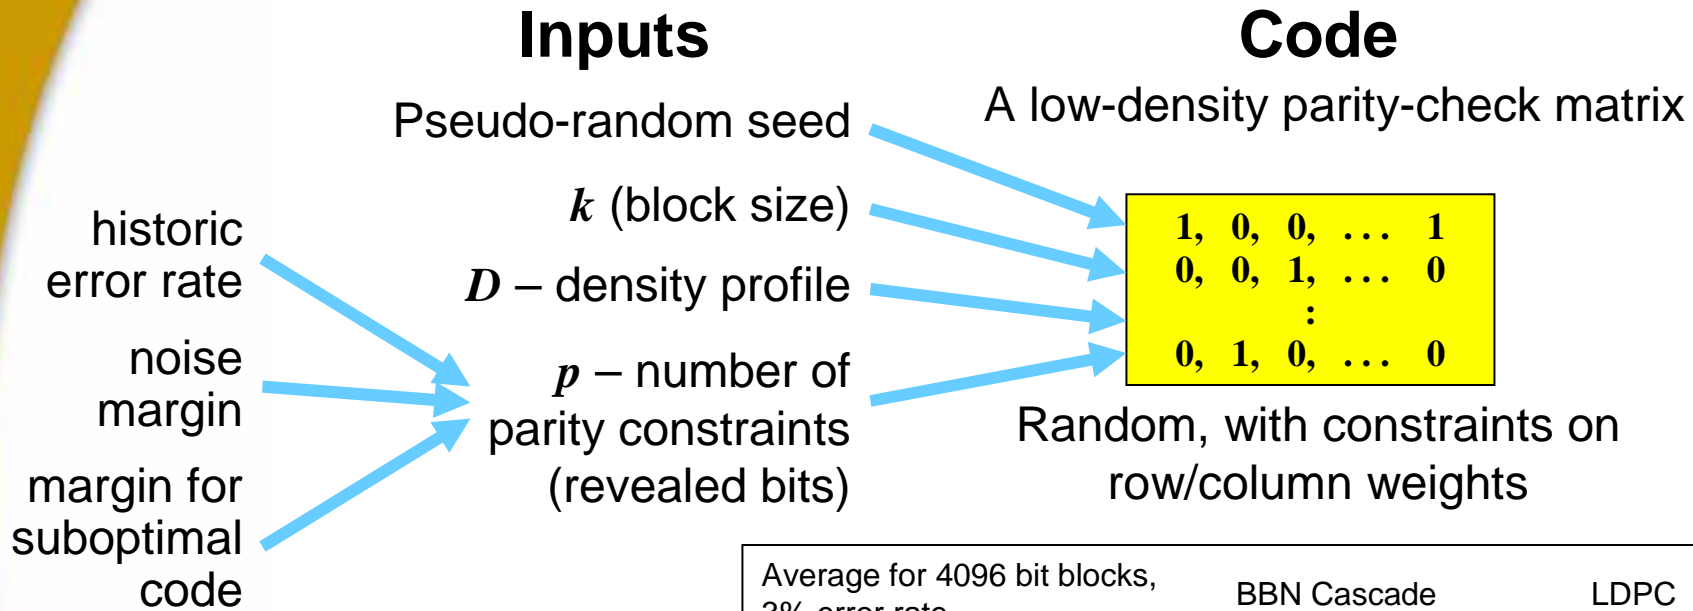 Inputs
Code
Pseudo-random seed
k (block size)
D – density profile
p – number of
parity constraints
(revealed bits)
historic
error rate
noise
margin
margin for
suboptimal
code
A low-density parity-check matrix
1, 0, 0, ... 1
0, 0, 1, ... 0
:
0, 1, 0, ... 0
Random, with constraints on
row/column weights
Average for 4096 bit blocks,
error rate
BBN Cascade
LDPC